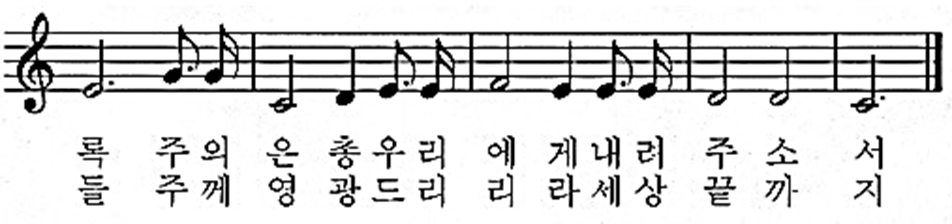 록 주의 은 총우리 에 게내려 주 소 서
들 주께 영 광드리 리 라세상 끝 까 지